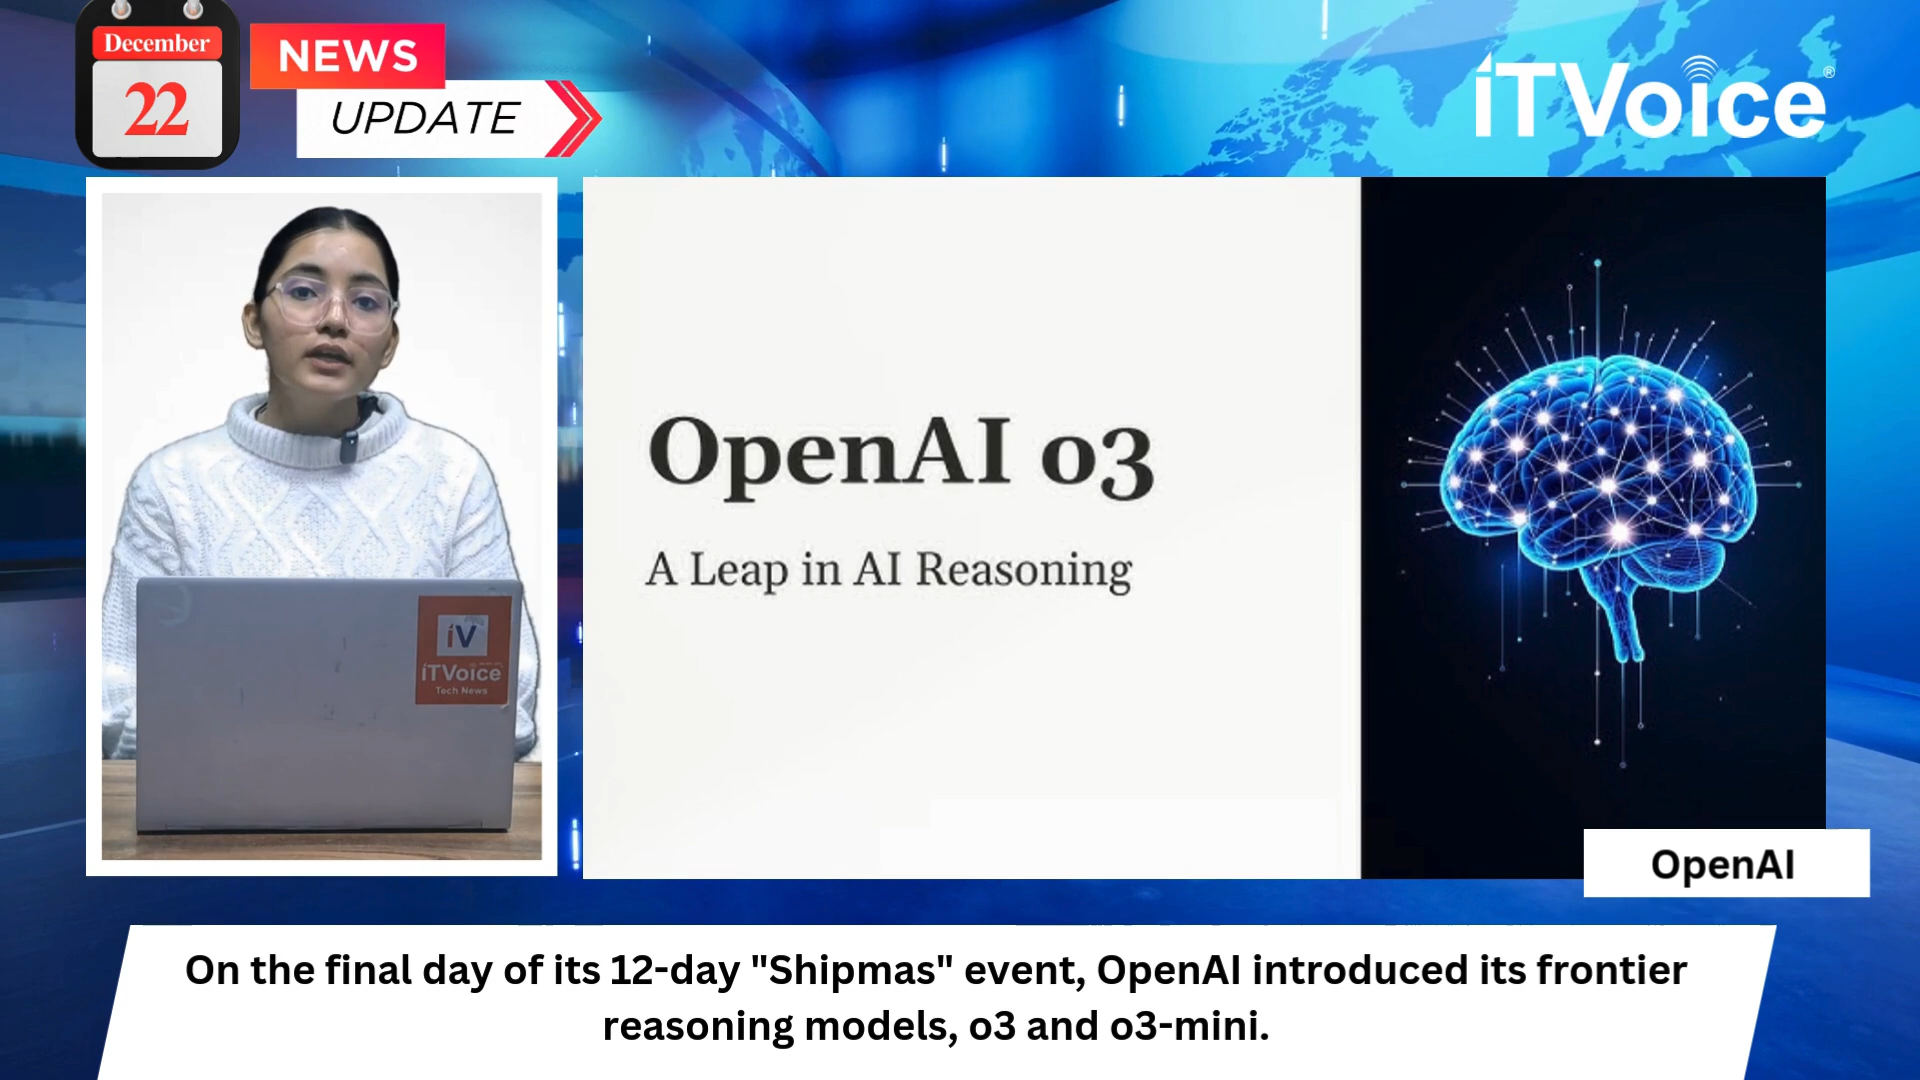 December
22
NEWS
UPDATE
iTVoice®
OpenAI o3
A Leap in AI Reasoning
iV
iTVoice
Tech News
OpenAI
On the final day of its 12-day "Shipmas" event, OpenAI introduced its frontier
reasoning models, o3 and o3-mini.